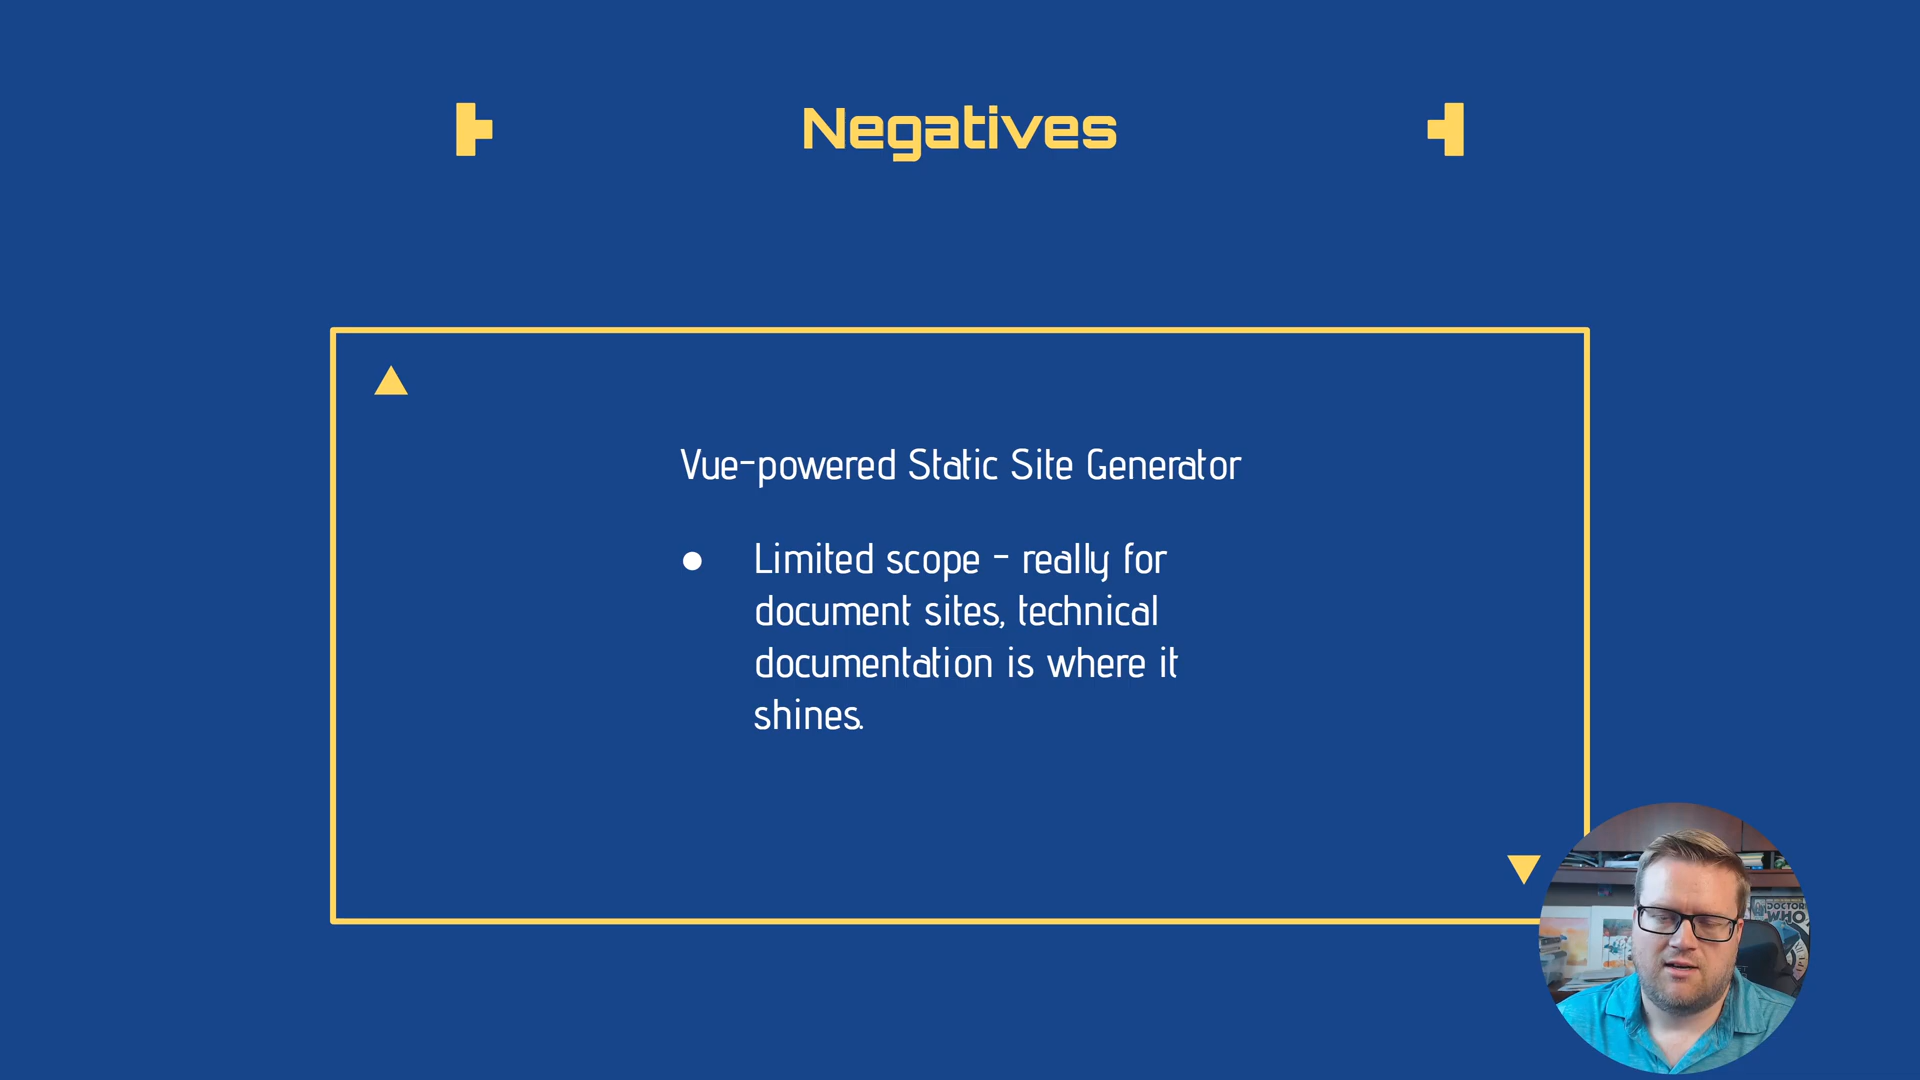 Negatives
Vue-powered Static Site Generator
● Limited scope - really for
document sites, technical
documentation is where it
shines.
DOCTOR
WHO